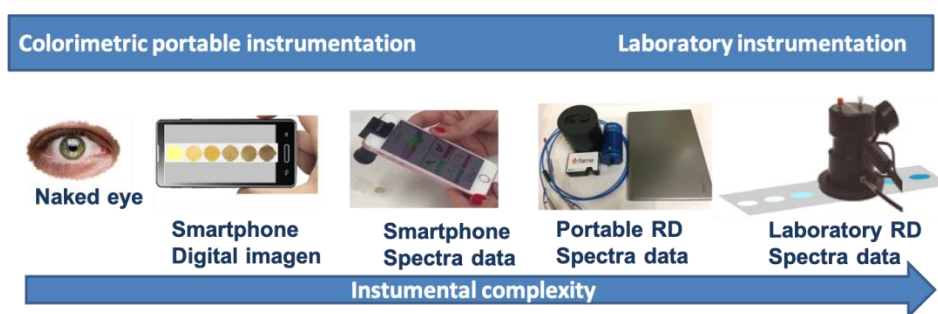 Colorimetric portable instrumentation
Laboratory instrumentation
Naked eye
Smartphone
Digital imagen
Smartphone
Spectra data
flame
Portable RD
Spectra data
Laboratory RD
Spectra data
Instumental complexity